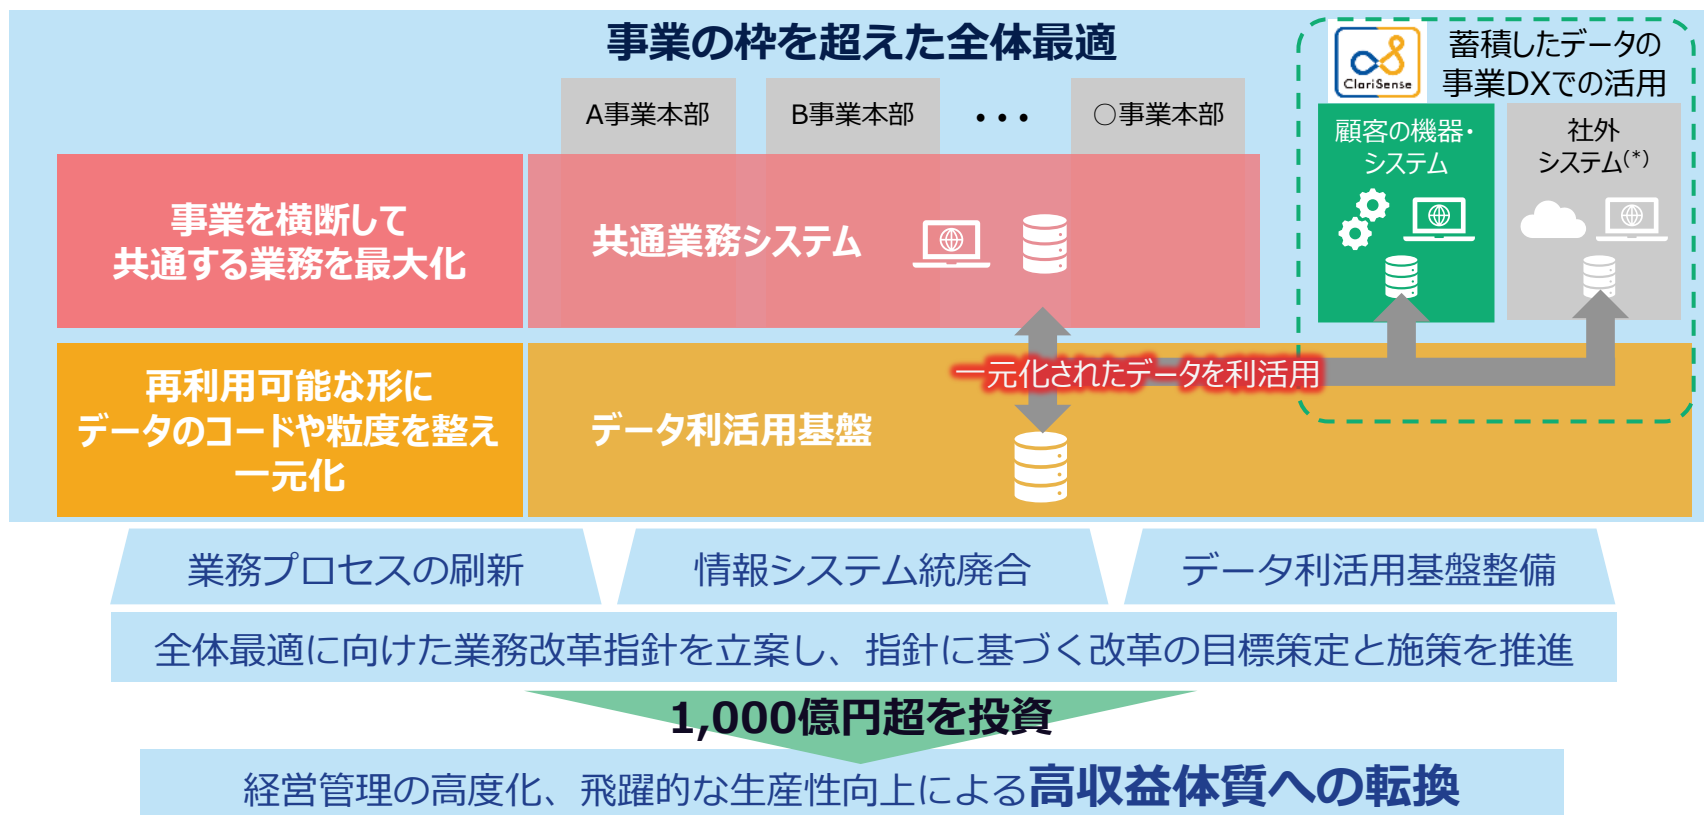 事業の枠を超えた全体最適
ClariSense
蓄積したデータの
事業DXでの活用
A事業本部
B事業本部
・・・
○事業本部
顧客の機器・
システム
社外
システム(*)
事業を横断して
共通する業務を最大化
共通業務システム
一元化されたデータを利活用
再利用可能な形に
データのコードや粒度を整え
一元化
データ利活用基盤
業務プロセスの刷新
情報システム統廃合
データ利活用基盤整備
全体最適に向けた業務改革指針を立案し、指針に基づく改革の目標策定と施策を推進
1,000億円超を投資
経営管理の高度化、飛躍的な生産性向上による高収益体質への転換